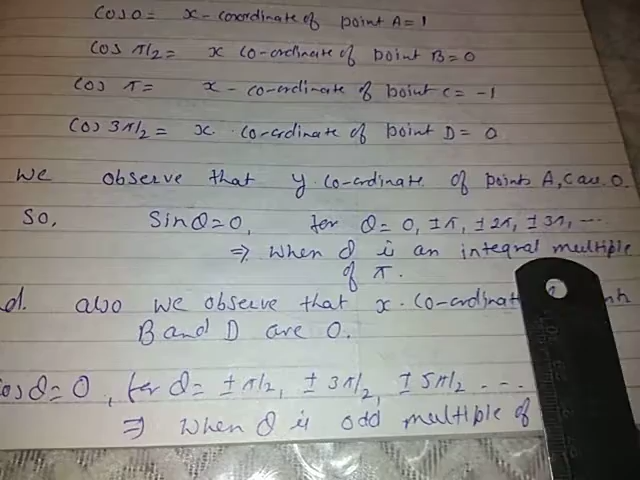 Cos 0 = x-coordinate of point A = 1
Cos π/2 = x co-ordinate of point B = 0
Cos π = x - co-ordinate of point C = -1
Cos 3π/2 = x. co-ordinate of point D = 0
we observe that y. co-ordinate of points A, C are 0.
So, Sinθ = 0, for θ = 0, ±π, ±2π, ±3π, ...
⇒ when θ is an integral multiple
of π.
d. also we observe that x. co-ordinat
B and D are 0.
os θ = 0, for θ = ±π/2, ±3π/2, ±5π/2 ...
⇒ when θ is odd multiple of